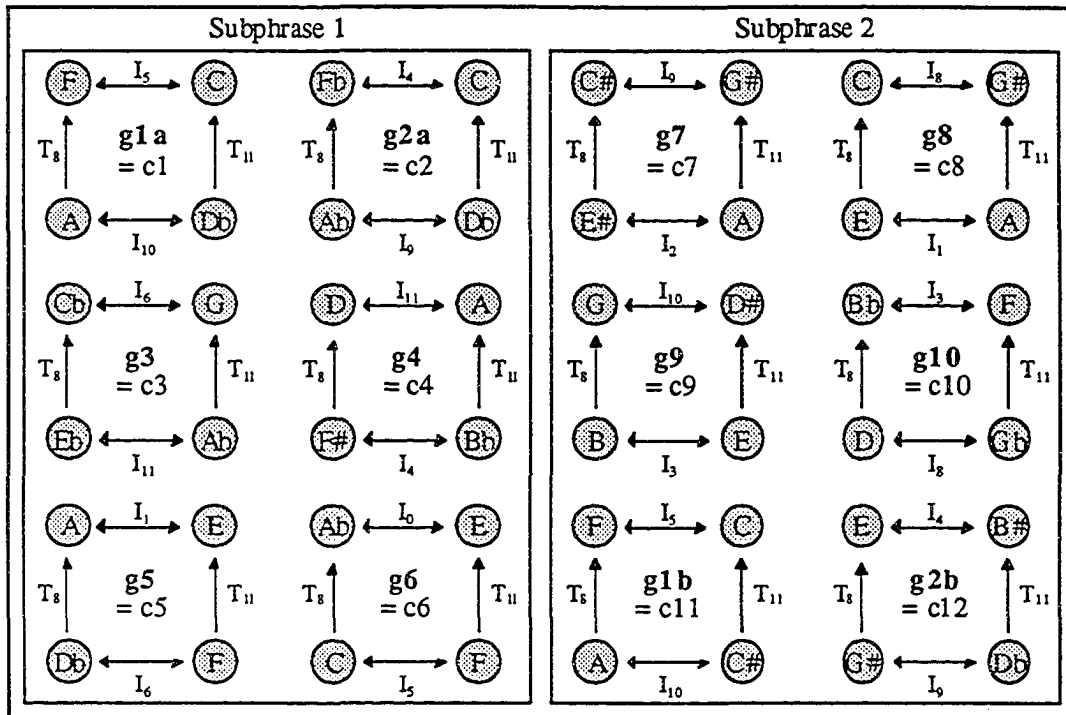 Subphrase 1 Subphrase 2
F I₅ C Fb I₄ C C# I₉ G# C I₈ G#
T₈ g1a T₁₁ T₈ g2a T₁₁ T₈ g7 T₁₁ T₈ g8 T₁₁
= c1 = c2 = c7 = c8
A Db Ab Db E# A E A
I₁₀ I₉ I₂ I₁
Cb I₆ G D I₁₁ A G I₁₀ D# Bb I₃ F
T₈ g3 T₁₁ T₈ g4 T₁₁ T₈ g9 T₁₁ T₈ g10 T₁₁
= c3 = c4 = c9 = c10
Eb Ab F# Bb B E D Gb
I₁₁ I₄ I₃ I₈
A I₁ E Ab I₀ E F I₅ C E I₄ B#
T₈ g5 T₁₁ T₈ g6 T₁₁ T₈ g1b T₁₁ T₈ g2b T₁₁
= c5 = c6 = c11 = c12
Db F C F A C# G# Db
I₆ I₅ I₁₀ I₉